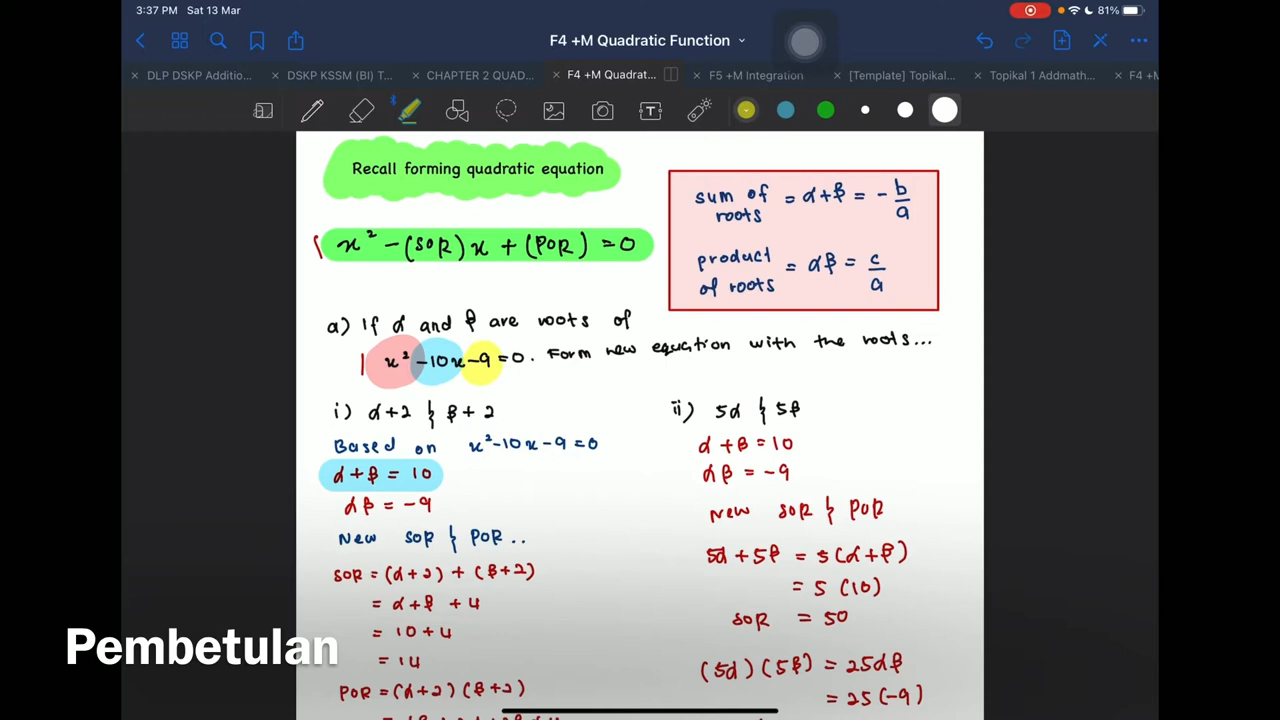 3:37 PM Sat 13 Mar
81%
F4 +M Quadratic Function
DLP DSKP Additio...
DSKP KSSM (BI) T...
CHAPTER 2 QUAD...
F4 +M Quadrat...
F5 +M Integration
[Template] Topikal...
Topikal 1 Addmath...
F4 +M
Recall forming quadratic equation
x² - (SOR)x + (POR) = 0
sum of roots = α+β = - b/a
product of roots = αβ = c/a
a) If α and β are roots of
x² - 10x - 9 = 0. Form new equation with the roots...
i) α+2 & β+2
Based on x²-10x-9=0
α+β = 10
αβ = -9
New SOR & POR..
SOR = (α+2) + (β+2)
= α+β +4
= 10+4
= 14
POR = (α+2)(β+2)
ii) 5α & 5β
α+β = 10
αβ = -9
New SOR & POR
5α + 5β = 5(α+β)
= 5 (10)
SOR = 50
(5α)(5β) = 25αβ
= 25(-9)
Pembetulan